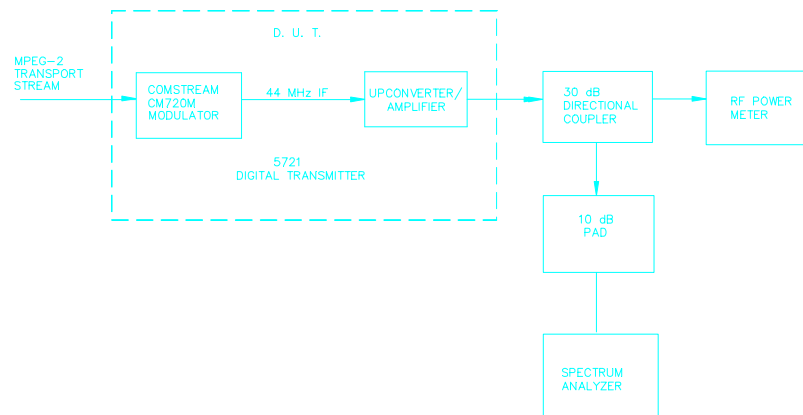 D. U. T.
MPEG-2
TRANSPORT
STREAM
COMSTREAM
CM720M
MODULATOR
44 MHz IF
UPCONVERTER/
AMPLIFIER
30 dB
DIRECTIONAL
COUPLER
RF POWER
METER
5721
DIGITAL TRANSMITTER
10 dB
PAD
SPECTRUM
ANALYZER